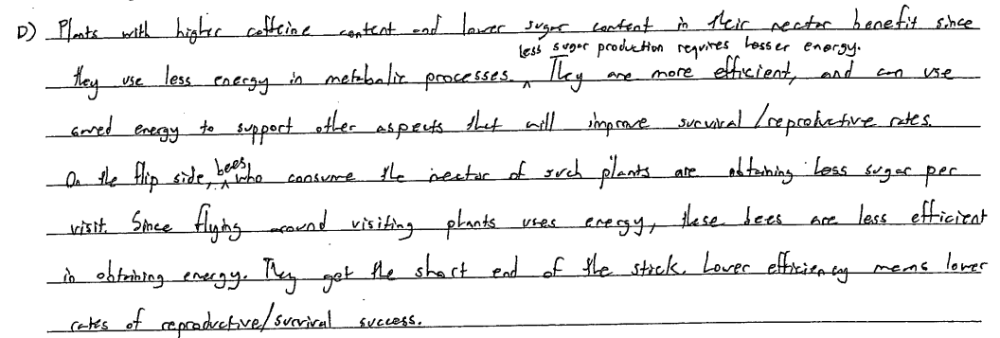 D) Plants with higher caffeine content and lower sugar content in their nectar benefit since
less sugar production requires lesser energy.
they use less energy in metabolic processes. ^ They are more efficient, and can use
saved energy to support other aspects that will improve survival/reproductive rates.
On the flip side, ^bees, who consume the nectar of such plants are obtaining less sugar per
visit. Since flying around visiting plants uses energy, these bees are less efficient
in obtaining energy. They get the short end of the stick. Lower efficiency means lower
rates of reproductive/survival success.